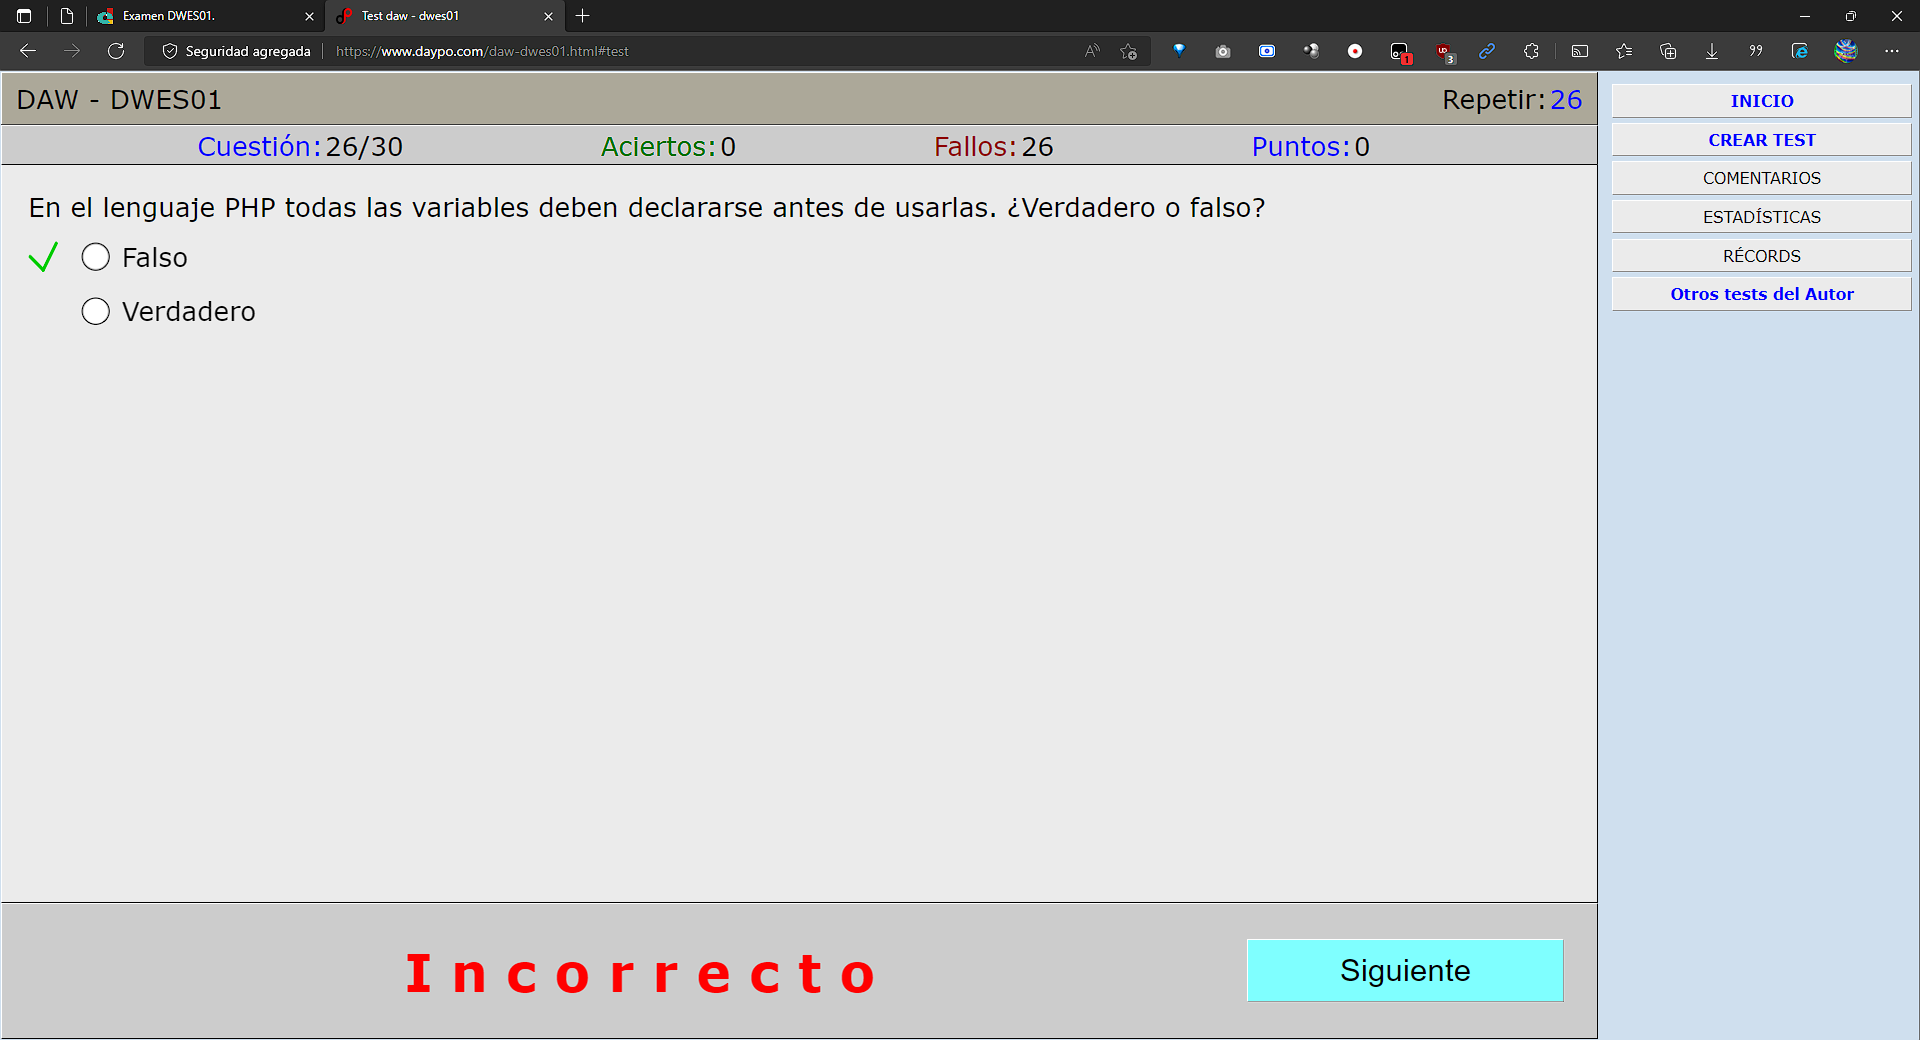 Examen DWES01.
Test daw - dwes01
Seguridad agregada
https://www.daypo.com/daw-dwes01.html#test
1
3
DAW - DWES01
Repetir:26
Cuestión:26/30
Aciertos:0
Fallos:26
Puntos:0
En el lenguaje PHP todas las variables deben declararse antes de usarlas. ¿Verdadero o falso?
Falso
Verdadero
Incorrecto
Siguiente
INICIO
CREAR TEST
COMENTARIOS
ESTADÍSTICAS
RÉCORDS
Otros tests del Autor